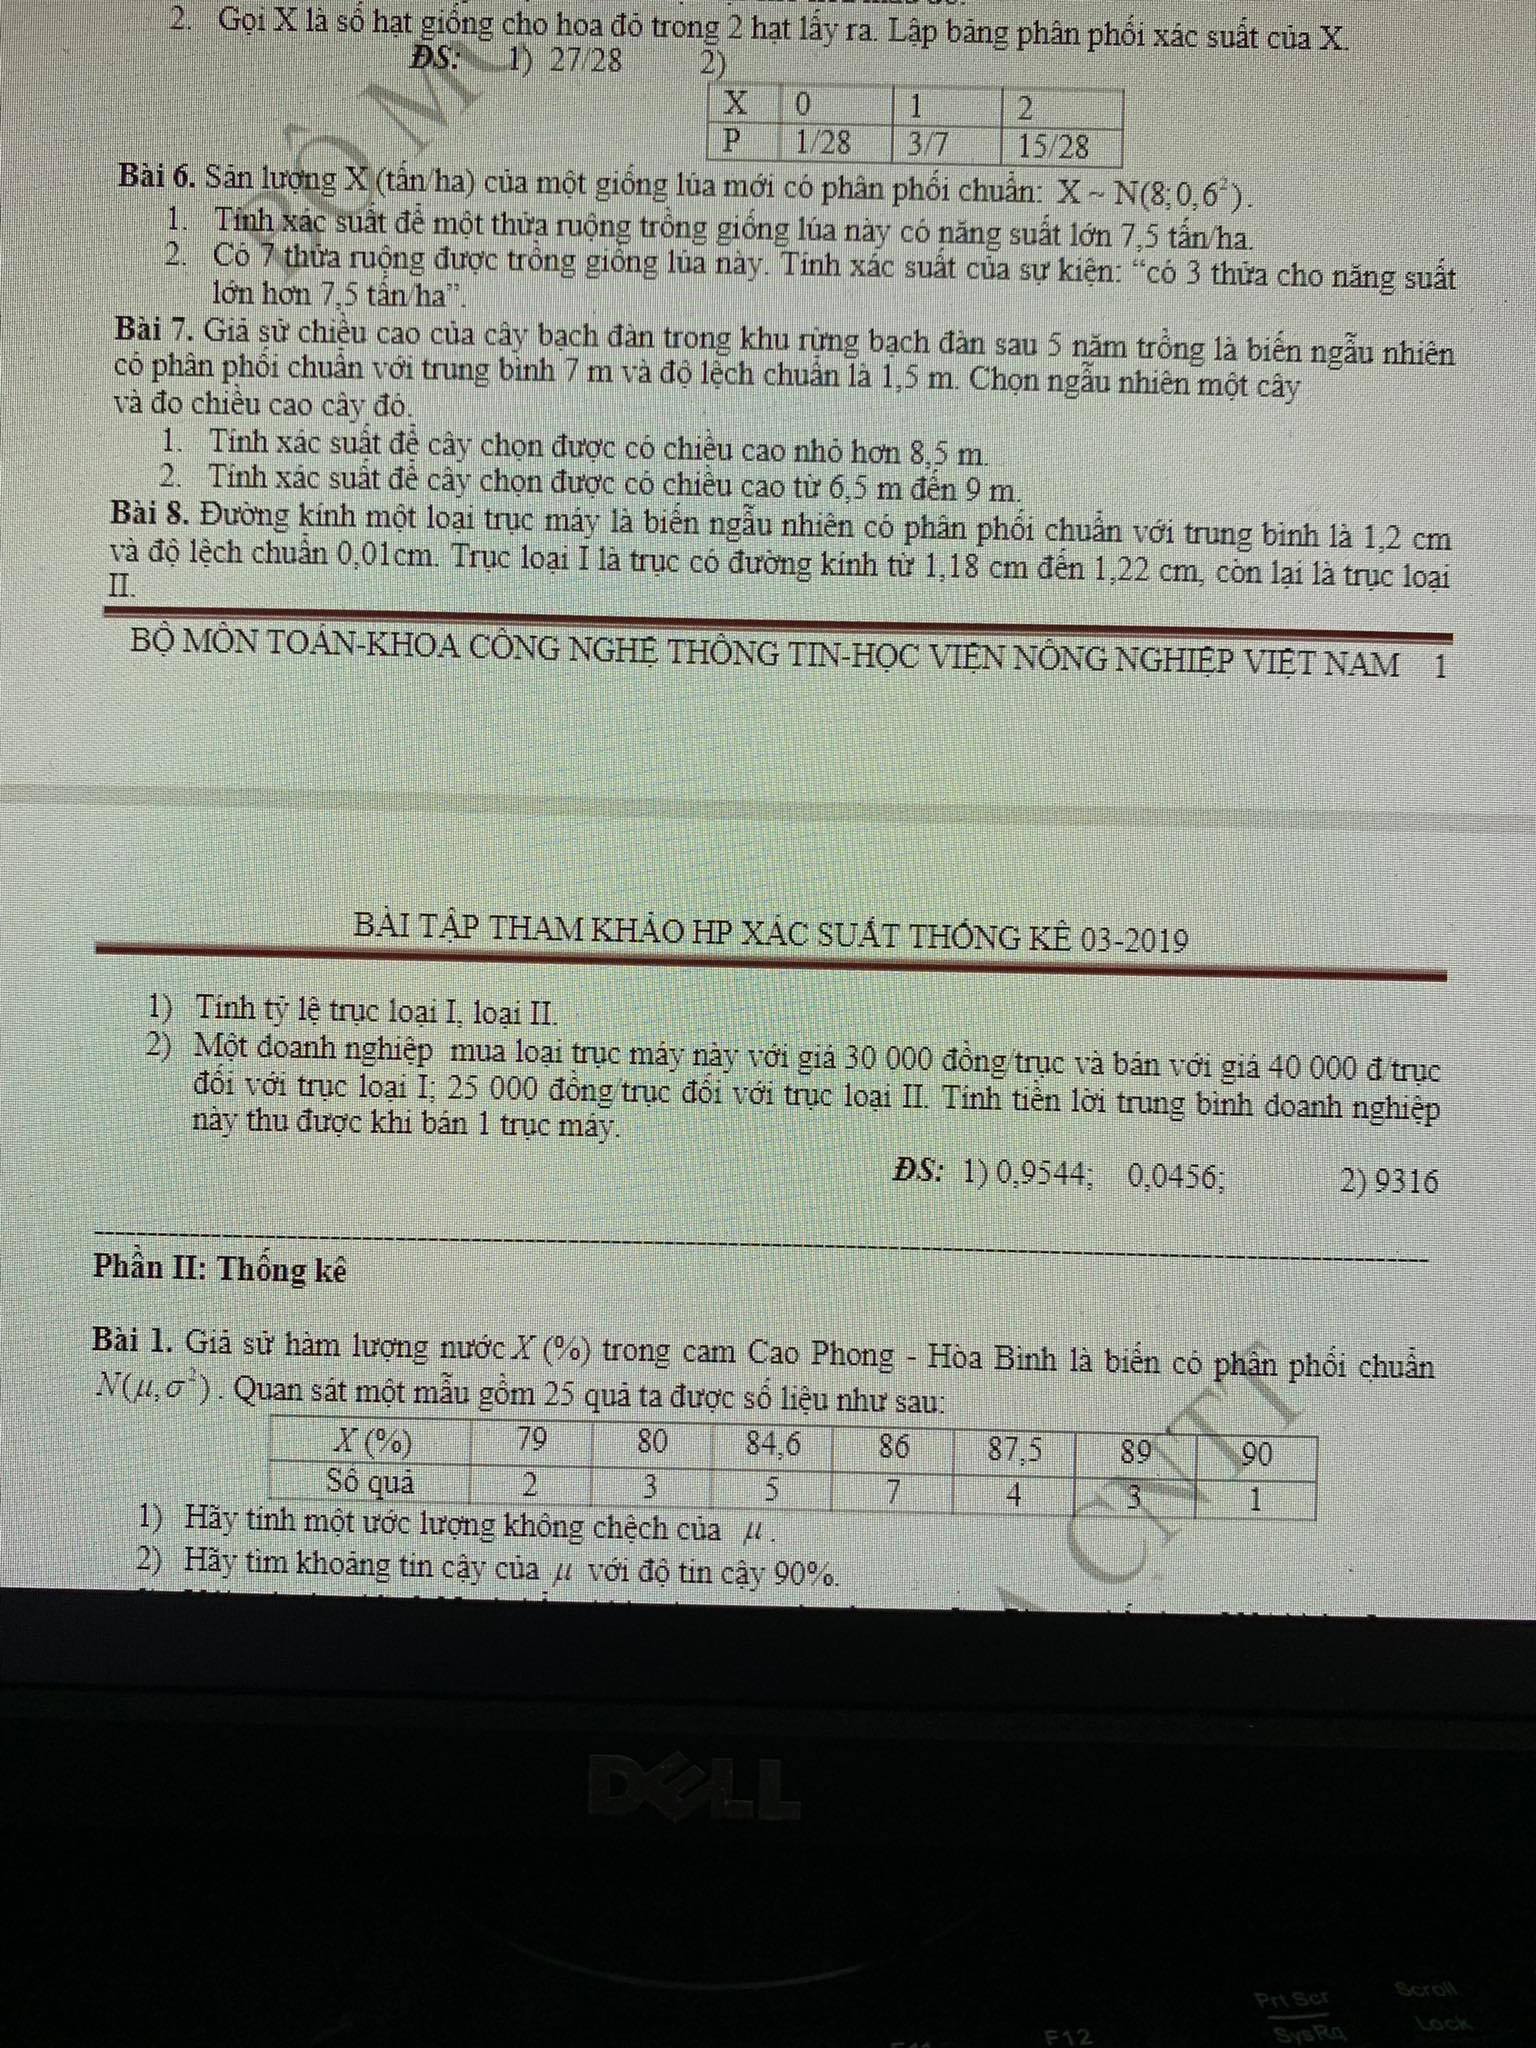 2. Gọi X là số hạt giống cho hoa đỏ trong 2 hạt lấy ra. Lập bảng phân phối xác suất của X.
ĐS: 1) 27/28 2)
X 0 1 2
P 1/28 3/7 15/28
Bài 6. Sản lượng X (tấn/ha) của một giống lúa mới có phân phối chuẩn: X ~ N(8; 0,6²).
1. Tính xác suất để một thửa ruộng trồng giống lúa này có năng suất lớn 7,5 tấn/ha.
2. Có 7 thửa ruộng được trồng giống lúa này. Tính xác suất của sự kiện: “có 3 thửa cho năng suất
lớn hơn 7,5 tấn/ha”.
Bài 7. Giả sử chiều cao của cây bạch đàn trong khu rừng bạch đàn sau 5 năm trồng là biến ngẫu nhiên
có phân phối chuẩn với trung bình 7 m và độ lệch chuẩn là 1,5 m. Chọn ngẫu nhiên một cây
và đo chiều cao cây đó.
1. Tính xác suất để cây chọn được có chiều cao nhỏ hơn 8,5 m.
2. Tính xác suất để cây chọn được có chiều cao từ 6,5 m đến 9 m.
Bài 8. Đường kính một loại trục máy là biến ngẫu nhiên có phân phối chuẩn với trung bình là 1,2 cm
và độ lệch chuẩn 0,01cm. Trục loại I là trục có đường kính từ 1,18 cm đến 1,22 cm, còn lại là trục loại
II.
BỘ MÔN TOÁN-KHOA CÔNG NGHỆ THÔNG TIN-HỌC VIỆN NÔNG NGHIỆP VIỆT NAM 1
BÀI TẬP THAM KHẢO HP XÁC SUẤT THỐNG KÊ 03-2019
1) Tính tỷ lệ trục loại I, loại II.
2) Một doanh nghiệp mua loại trục máy này với giá 30 000 đồng/trục và bán với giá 40 000 đ/trục
đối với trục loại I; 25 000 đồng/trục đối với trục loại II. Tính tiền lời trung bình doanh nghiệp
này thu được khi bán 1 trục máy.
ĐS: 1) 0,9544; 0,0456; 2) 9316
Phần II: Thống kê
Bài 1. Giả sử hàm lượng nước X (%) trong cam Cao Phong - Hòa Bình là biến có phân phối chuẩn
N(μ, σ²). Quan sát một mẫu gồm 25 quả ta được số liệu như sau:
X (%) 79 80 84,6 86 87,5 89 90
Số quả 2 3 5 7 4 3 1
1) Hãy tính một ước lượng không chệch của μ.
2) Hãy tìm khoảng tin cậy của μ với độ tin cậy 90%.
DELL
Prt Scr
SysRq
Scroll
Lock
F12